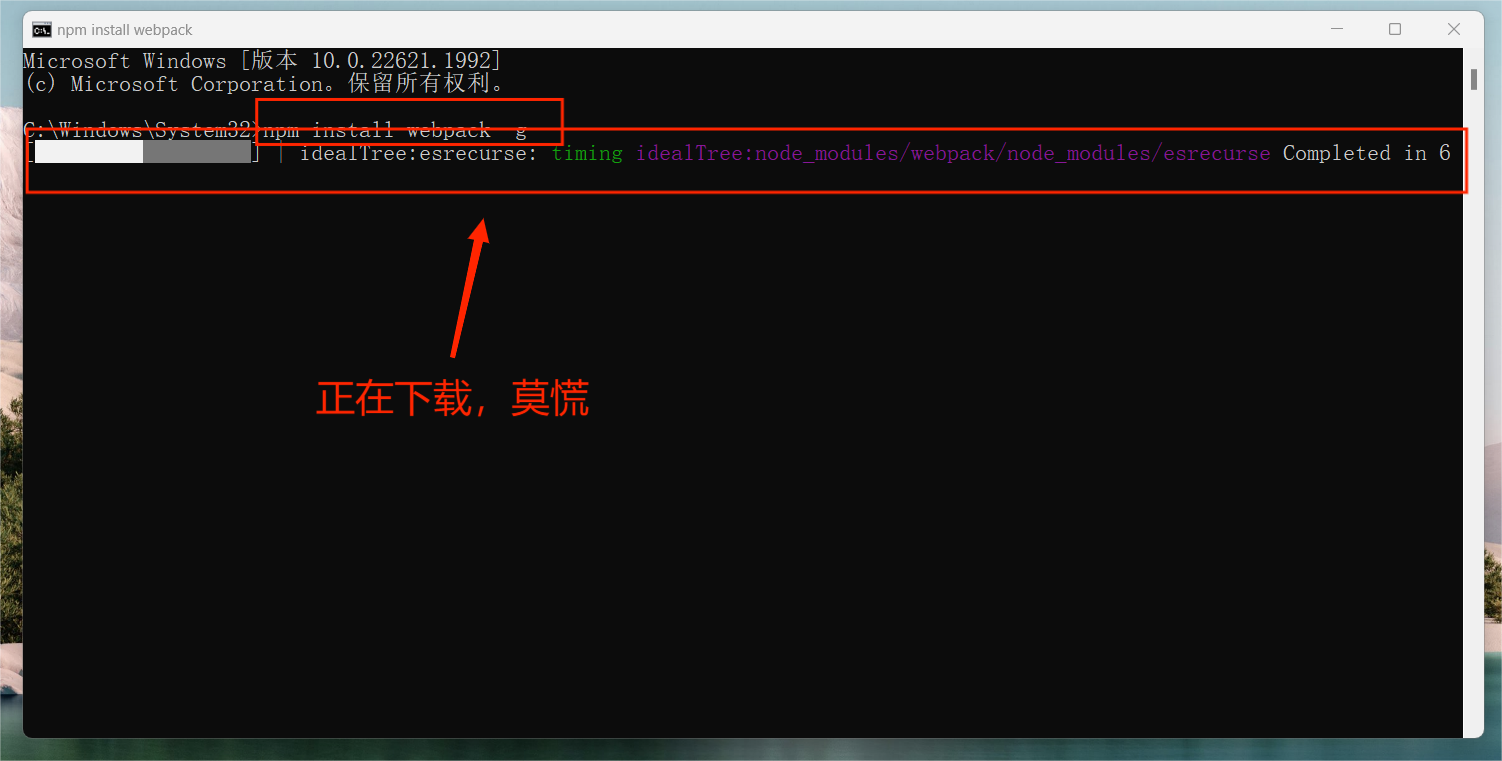 npm install webpack
Microsoft Windows [版本 10.0.22621.1992]
(c) Microsoft Corporation。保留所有权利。
C:\Windows\System32>npm install webpack -g
[ ] | idealTree:esrecurse: timing idealTree:node_modules/webpack/node_modules/esrecurse Completed in 6
正在下载，莫慌